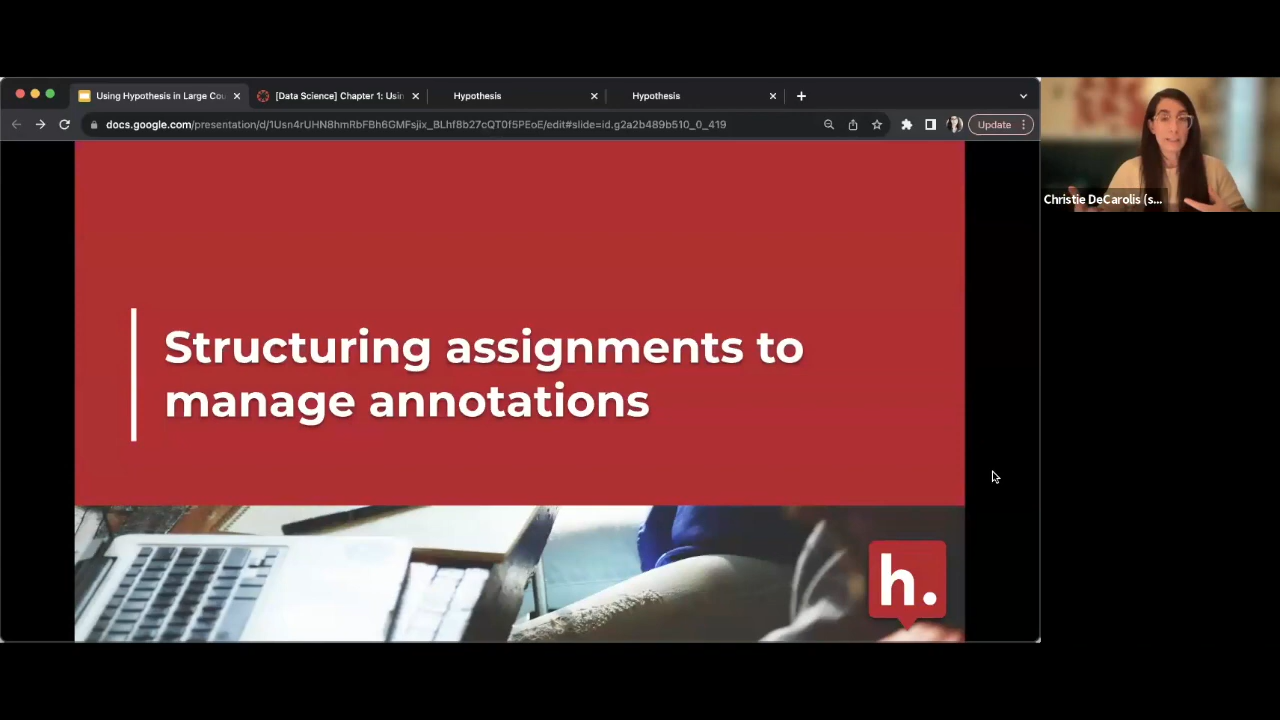 Using Hypothesis in Large Cou
[Data Science] Chapter 1: Usin
Hypothesis
Hypothesis
docs.google.com/presentation/d/1Usn4rUHN8hmRbFBh6GMFsjix_BLhf8b27cQT0f5PEoE/edit#slide=id.g2a2b489b510_0_419
Update
Christie DeCarolis (s...
Structuring assignments to
manage annotations
h.